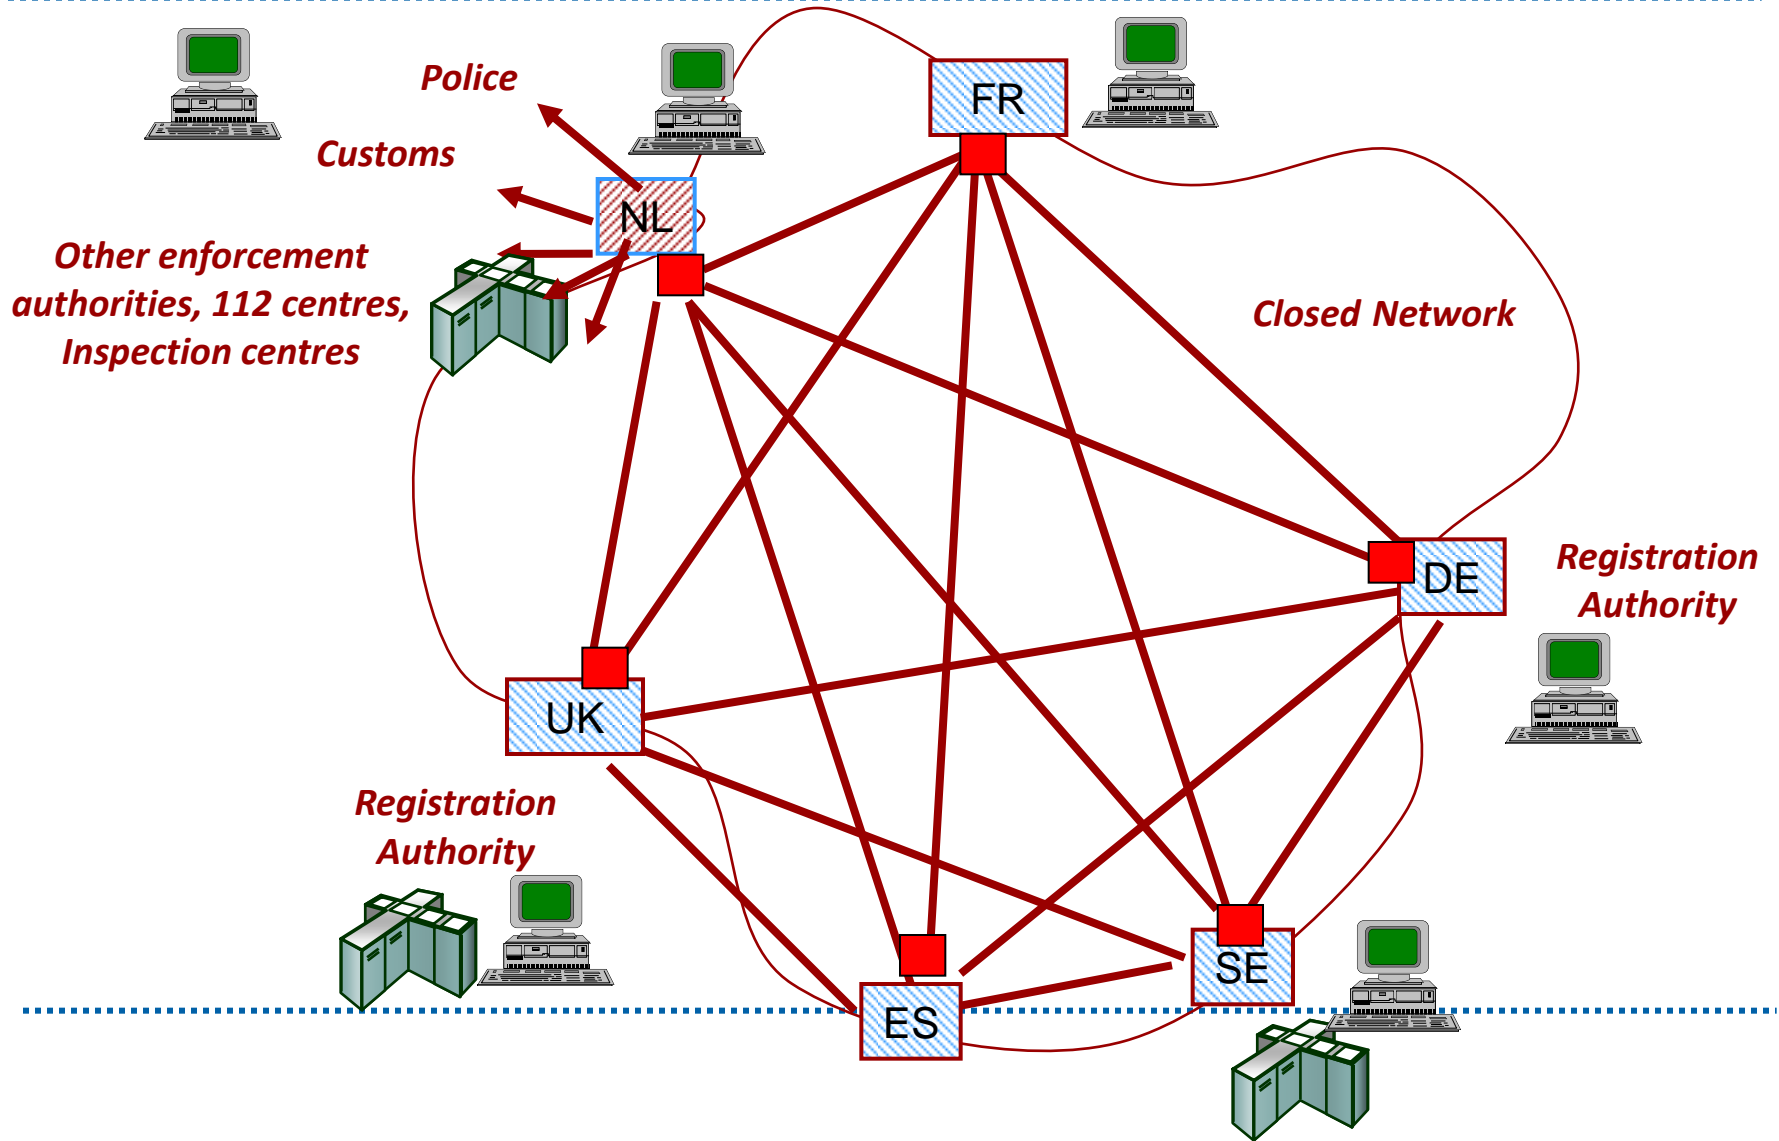 Police
FR
Customs
NL
Other enforcement
authorities, 112 centres,
Inspection centres
Closed Network
DE
Registration
Authority
UK
Registration
Authority
SE
ES